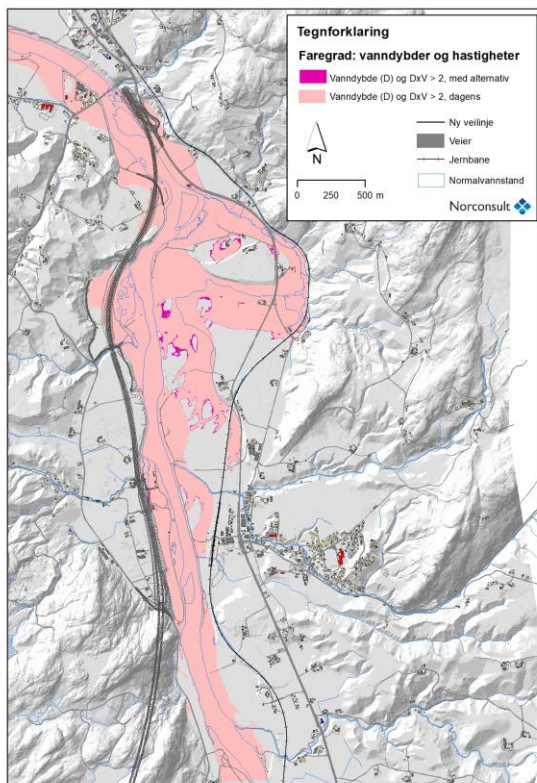 Tegnforklaring
Faregrad: vanndybder og hastigheter
Vanndybde (D) og DxV > 2, med alternativ
Vanndybde (D) og DxV > 2, dagens
N
0 250 500 m
Ny veilinje
Veier
Jernbane
Normalvannstand
Norconsult